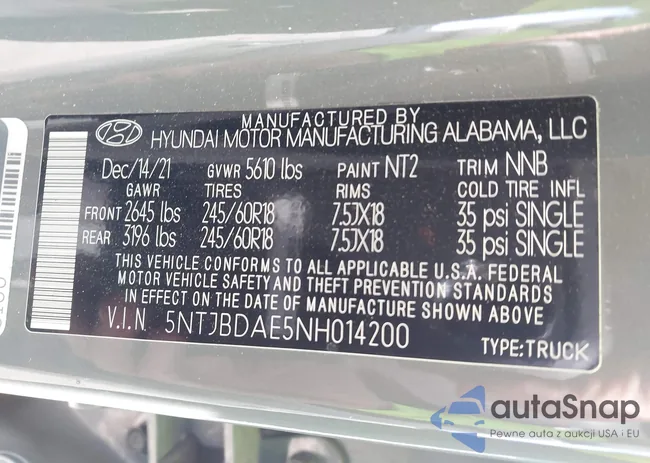 MANUFACTURED BY
HYUNDAI MOTOR MANUFACTURING ALABAMA, LLC
Dec/14/21 GVWR 5610 lbs PAINT NT2 TRIM NNB
GAWR TIRES RIMS COLD TIRE INFL
FRONT 2645 lbs 245/60R18 7.5JX18 35 psi SINGLE
REAR 3196 lbs 245/60R18 7.5JX18 35 psi SINGLE
THIS VEHICLE CONFORMS TO ALL APPLICABLE U.S.A. FEDERAL
MOTOR VEHICLE SAFETY AND THEFT PREVENTION STANDARDS
IN EFFECT ON THE DATE OF MANUFACTURE SHOWN ABOVE
V.I.N 5NTJBDAE5NH014200
TYPE:TRUCK
autaSnap
Pewne auta z aukcji USA i EU